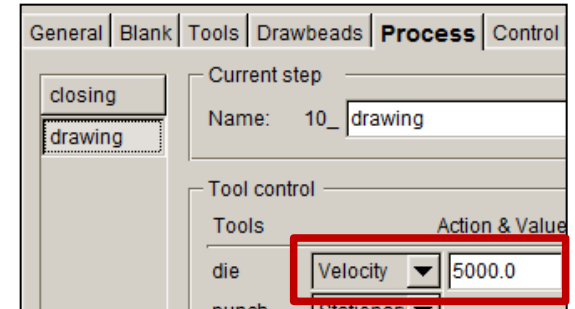 General Blank Tools Drawbeads Process Control
closing
drawing
Current step
Name: 10_ drawing
Tool control
Tools Action & Value
die Velocity 5000.0